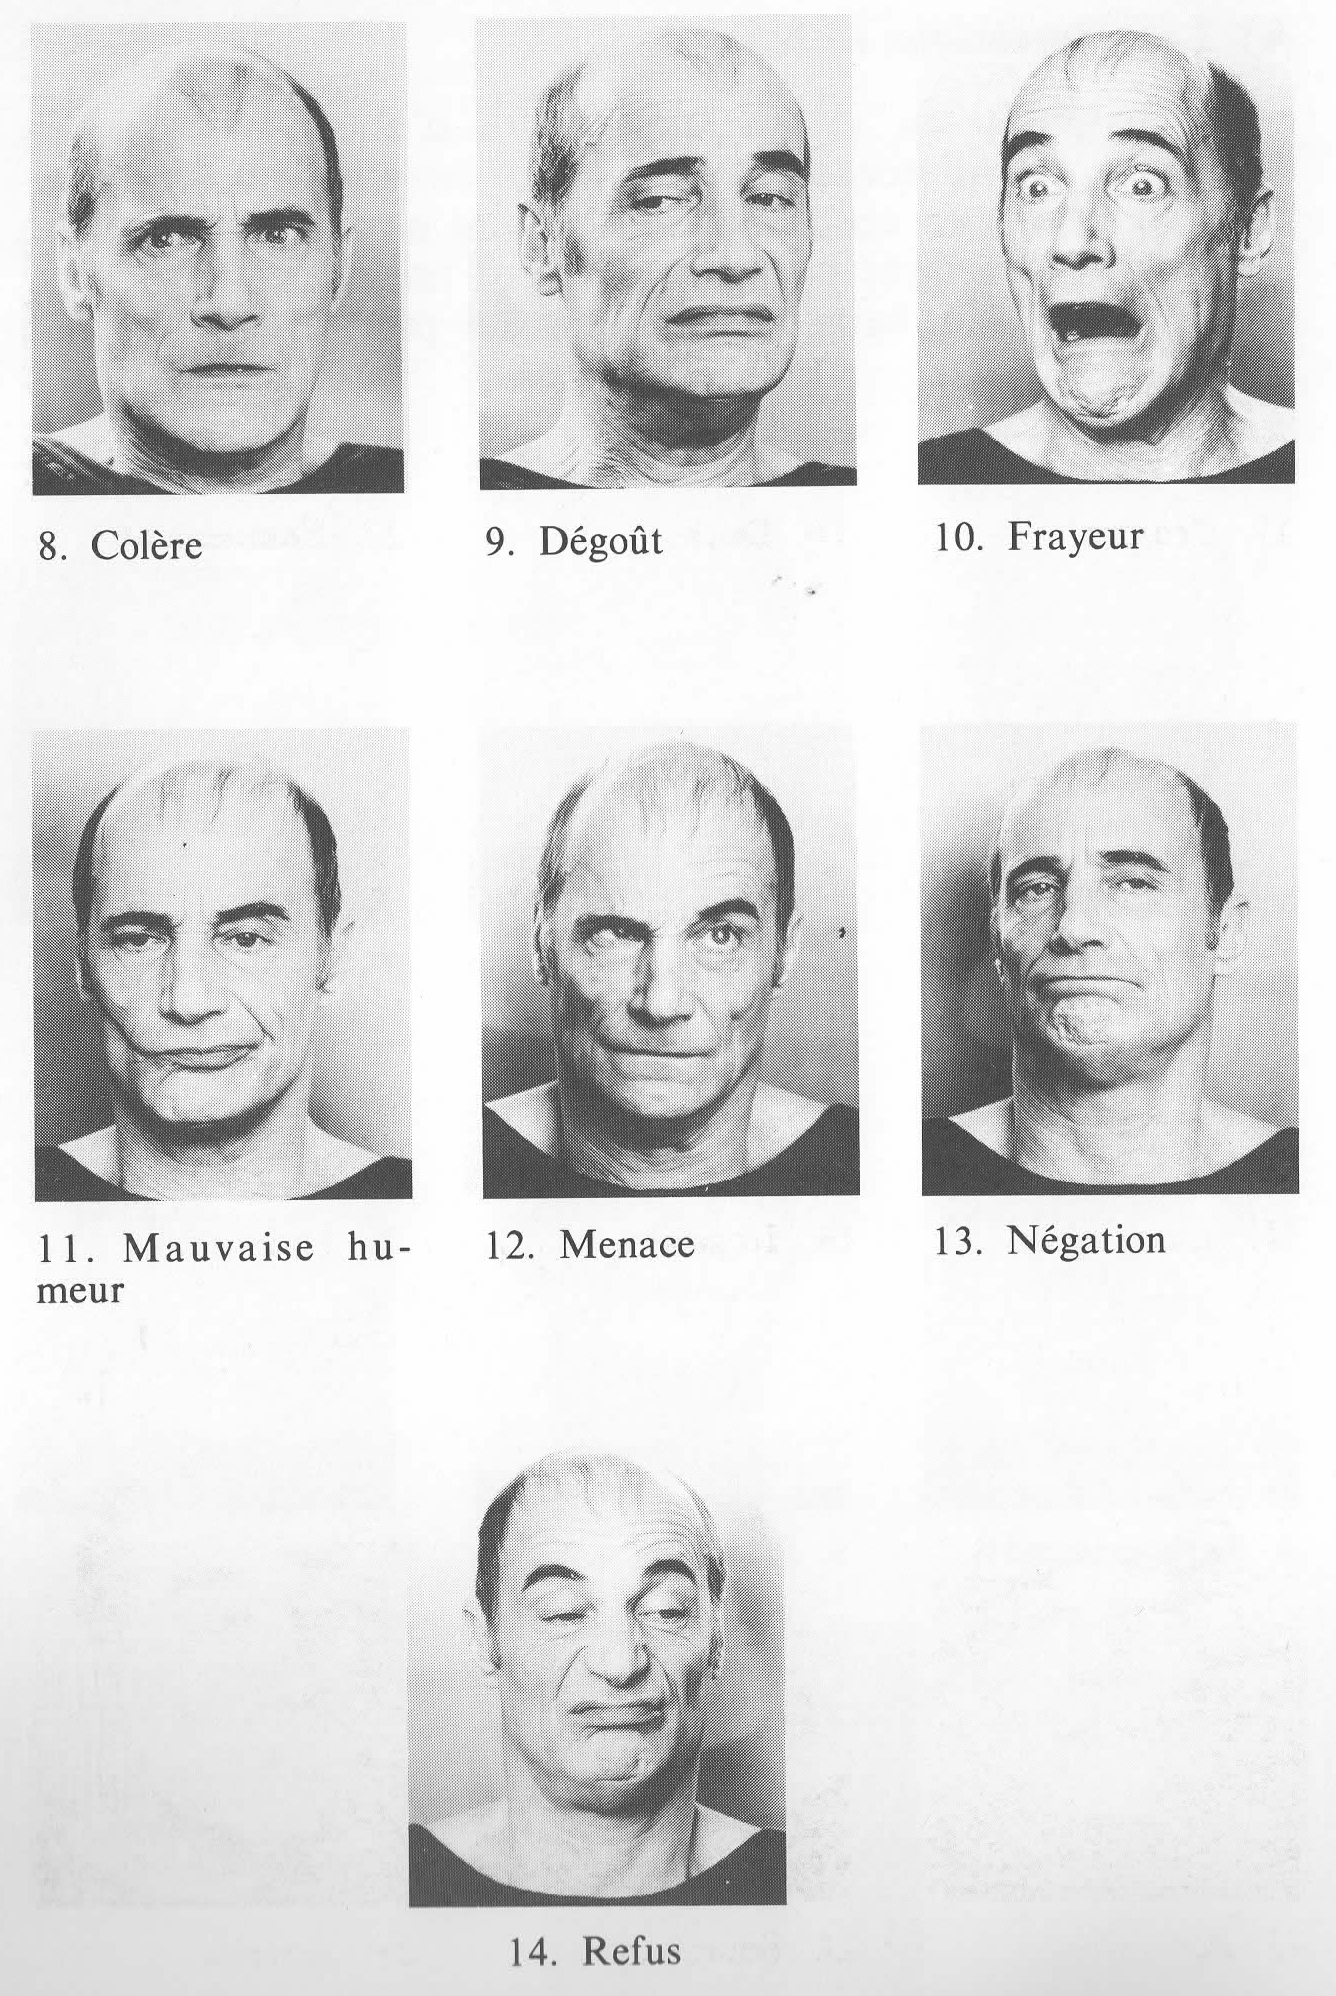 8. Colère
9. Dégoût
10. Frayeur
11. Mauvaise hu-
meur
12. Menace
13. Négation
14. Refus